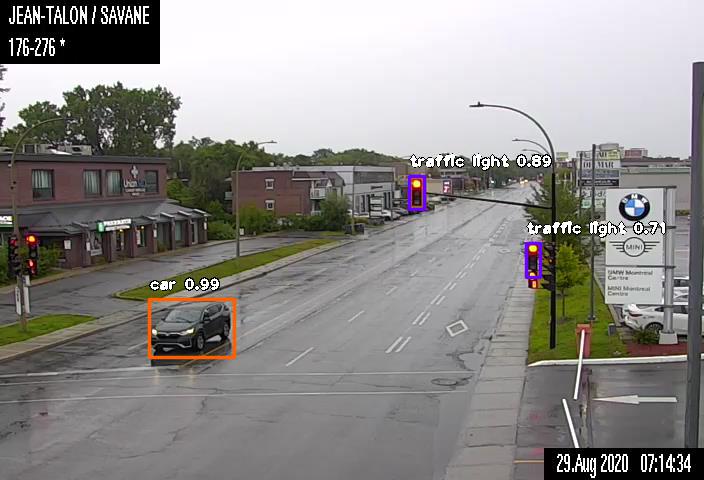 JEAN-TALON / SAVANE
176-276 *
traffic light 0.89
traffic light 0.71
car 0.99
BMW
MINI
BMW Montréal
Centre
MINI Montréal
Centre
29.Aug 2020 07:14:34